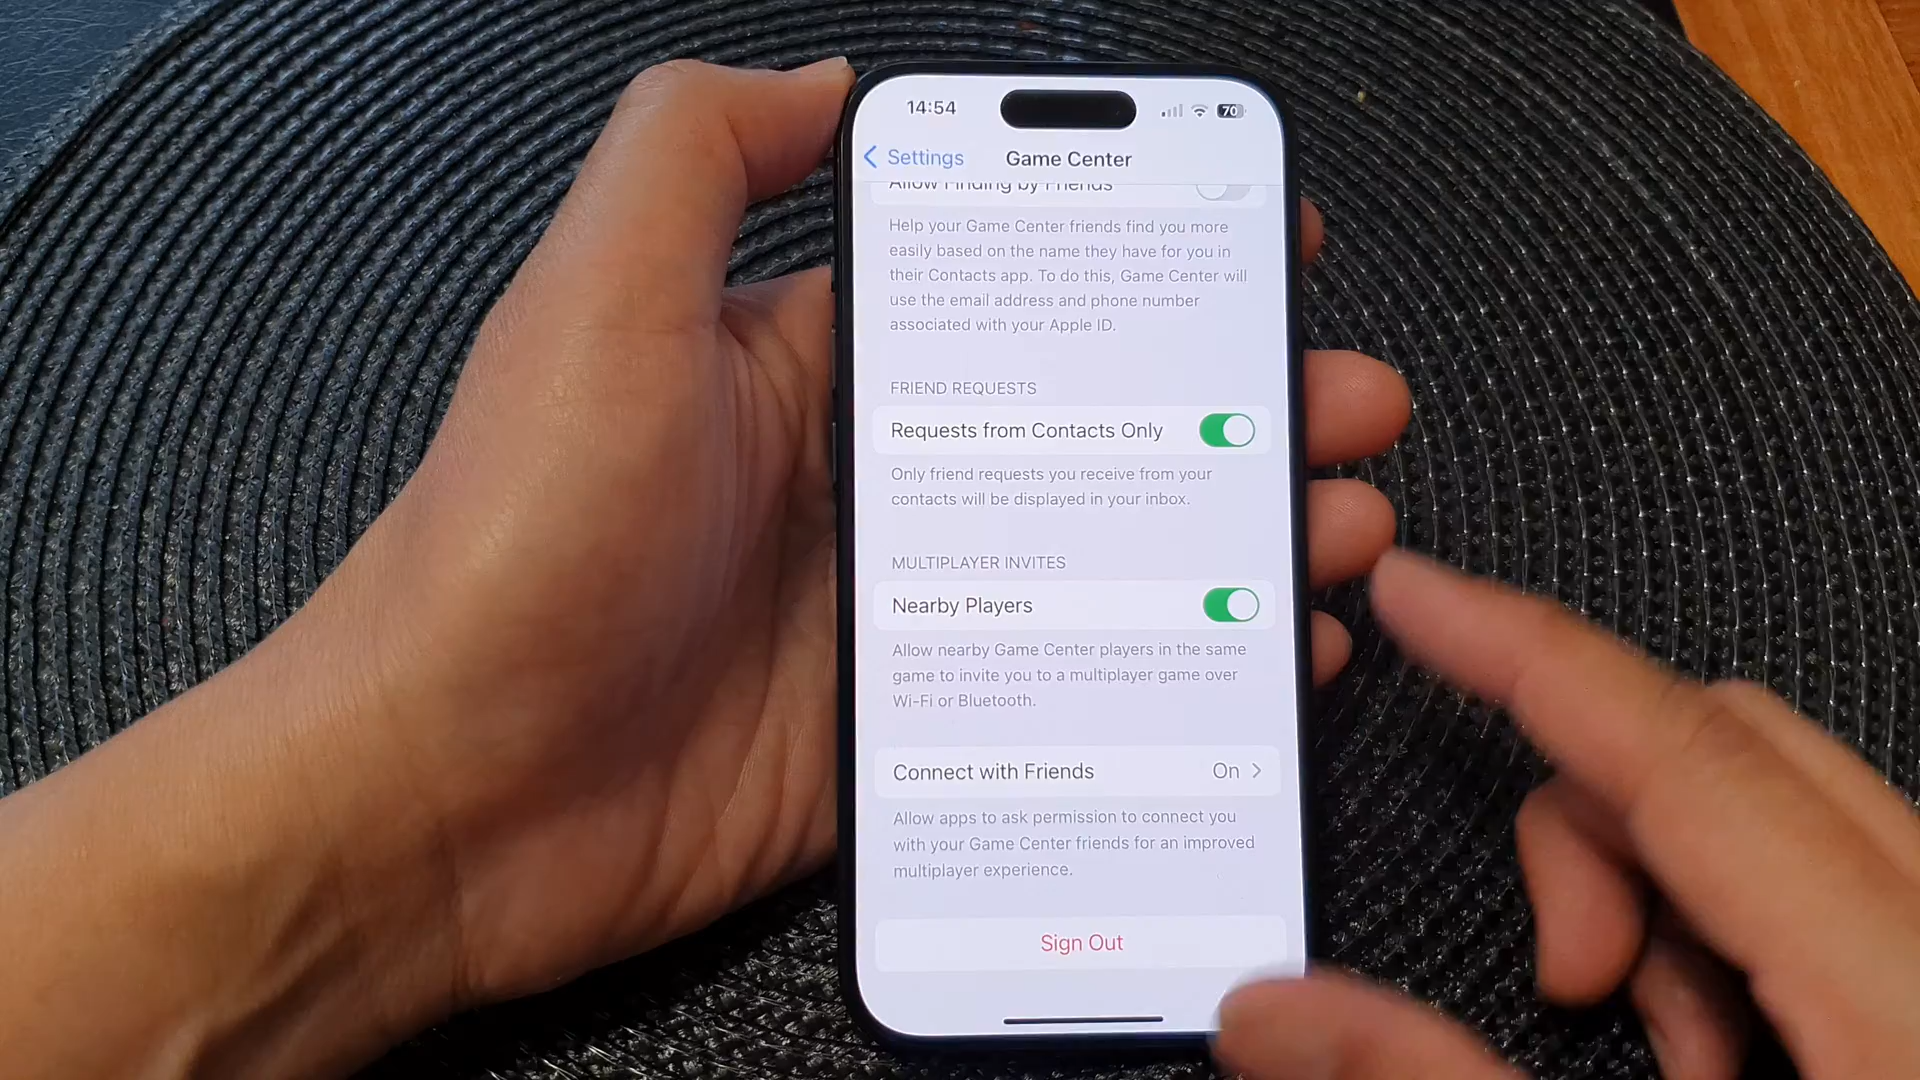 14:54
70
Settings
Game Center
Allow Finding by Friends
Help your Game Center friends find you more
easily based on the name they have for you in
their Contacts app. To do this, Game Center will
use the email address and phone number
associated with your Apple ID.
FRIEND REQUESTS
Requests from Contacts Only
Only friend requests you receive from your
contacts will be displayed in your inbox.
MULTIPLAYER INVITES
Nearby Players
Allow nearby Game Center players in the same
game to invite you to a multiplayer game over
Wi-Fi or Bluetooth.
Connect with Friends On
Allow apps to ask permission to connect you
with your Game Center friends for an improved
multiplayer experience.
Sign Out